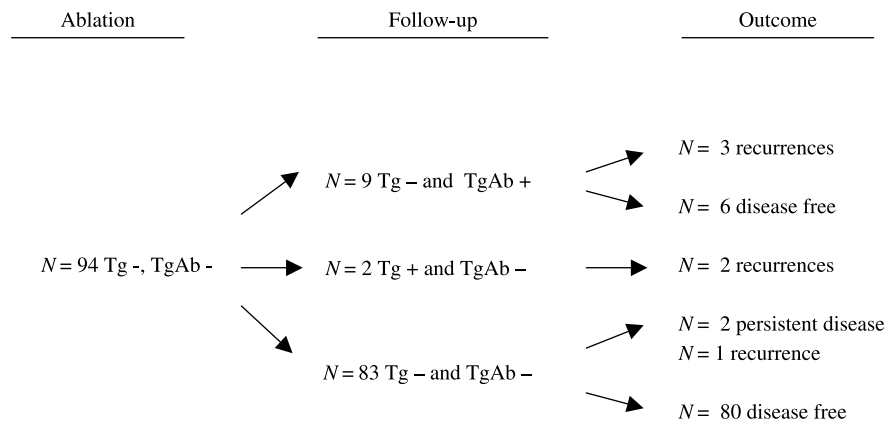 Ablation
Follow-up
Outcome
N = 3 recurrences
N = 9 Tg – and TgAb +
N = 6 disease free
N = 94 Tg -, TgAb -
N = 2 Tg + and TgAb –
N = 2 recurrences
N = 2 persistent disease
N = 1 recurrence
N = 83 Tg – and TgAb –
N = 80 disease free